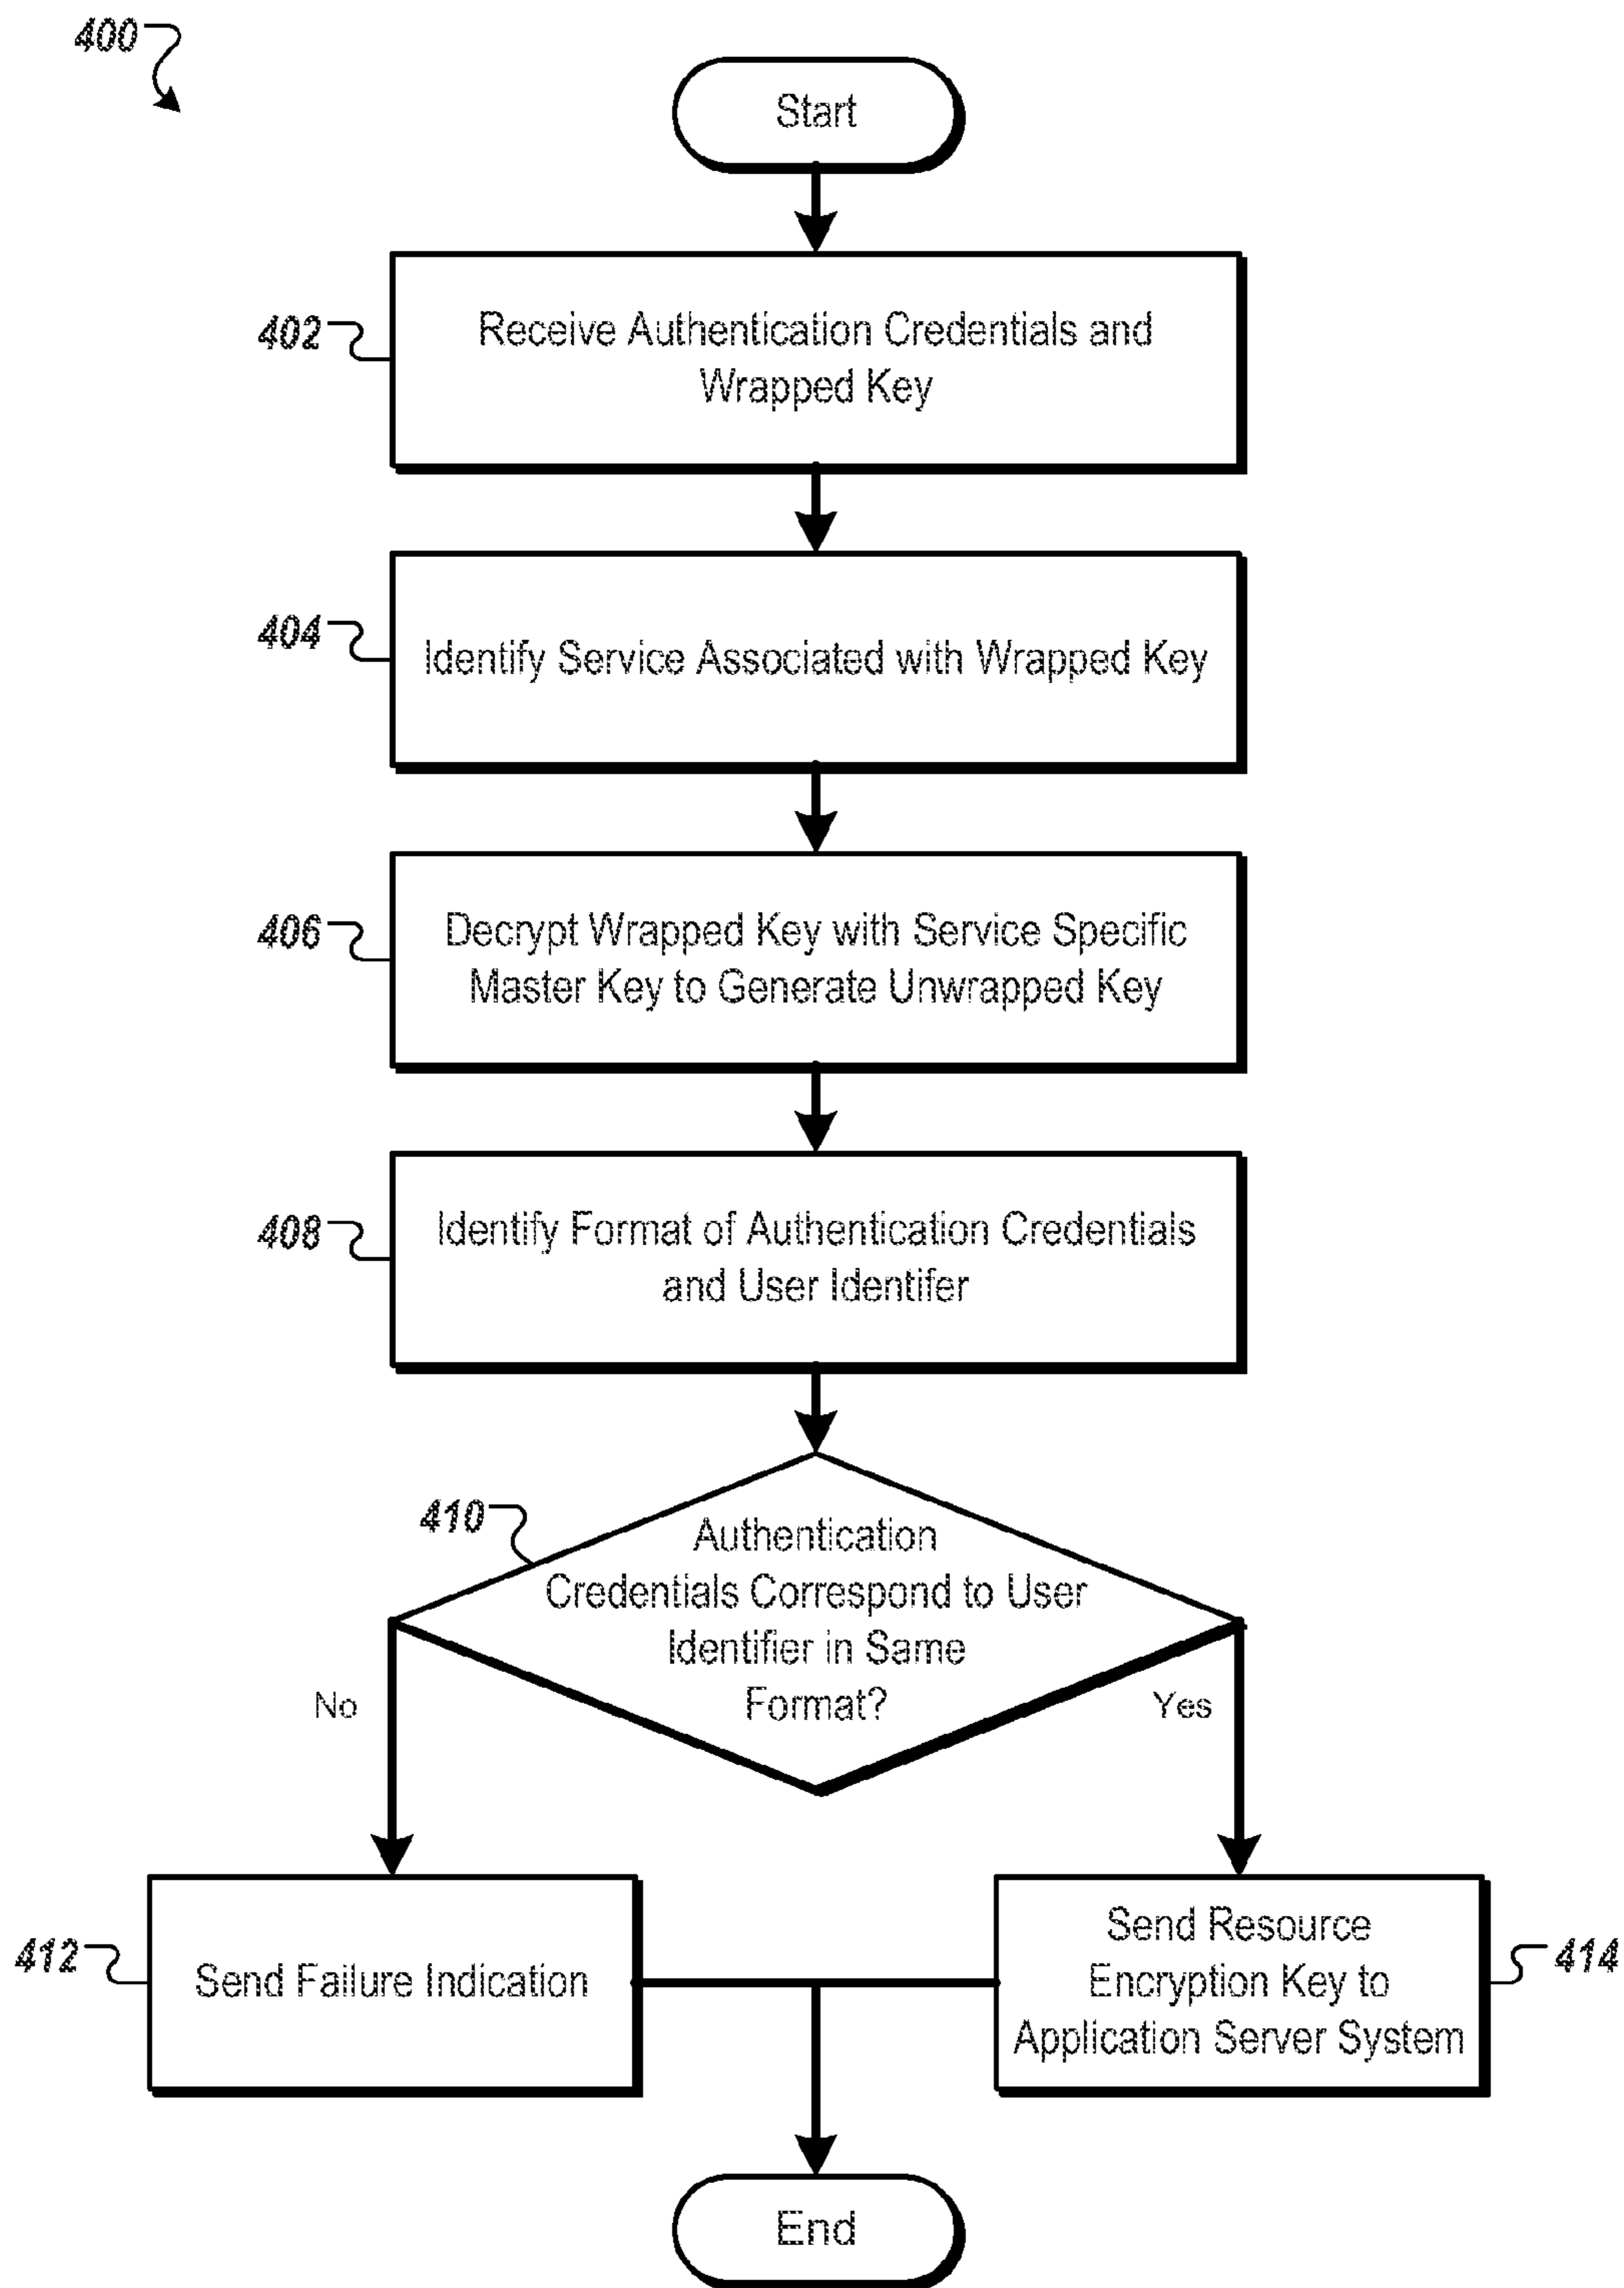 400
Start
402
Receive Authentication Credentials and
Wrapped Key
404
Identify Service Associated with Wrapped Key
406
Decrypt Wrapped Key with Service Specific
Master Key to Generate Unwrapped Key
408
Identify Format of Authentication Credentials
and User Identifer
410
Authentication
Credentials Correspond to User
Identifier in Same
Format?
No
Yes
412
Send Failure Indication
Send Resource
Encryption Key to
Application Server System
414
End